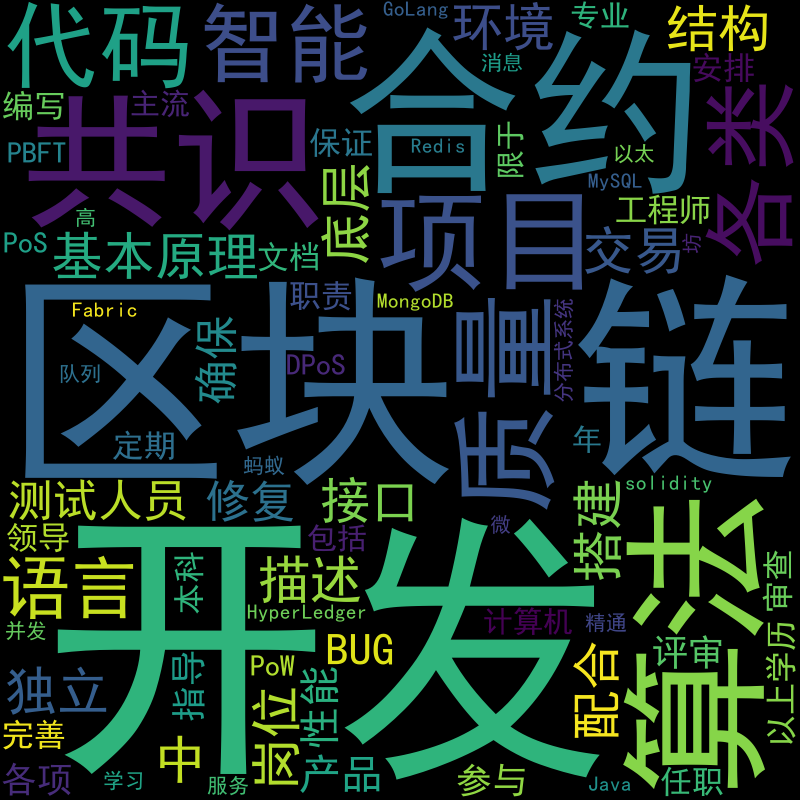 代码
智能
GoLang
环境
专业
结构
消息
安排
编写
主流
共识
合约
各类
PBFT
保证
Redis
限于
以太
MySQL
底层
项目
工程师
高
PoS
基本原理
文档
交易
坊
职责
MongoDB
Fabric
区块链
质量
分布式系统
确保
DPoS
队列
定期
年
蚂蚁
测试人员
修复
接口
搭建
solidity
微
算法
领导
包括
开发
语言
本科
描述
HyperLedger
计算机
精通
审查
以上学历
并发
BUG
评审
PoW
配合
独立
指导
岗位
性能
完善
中
产品
参与
任职
各项
学习
服务
Java